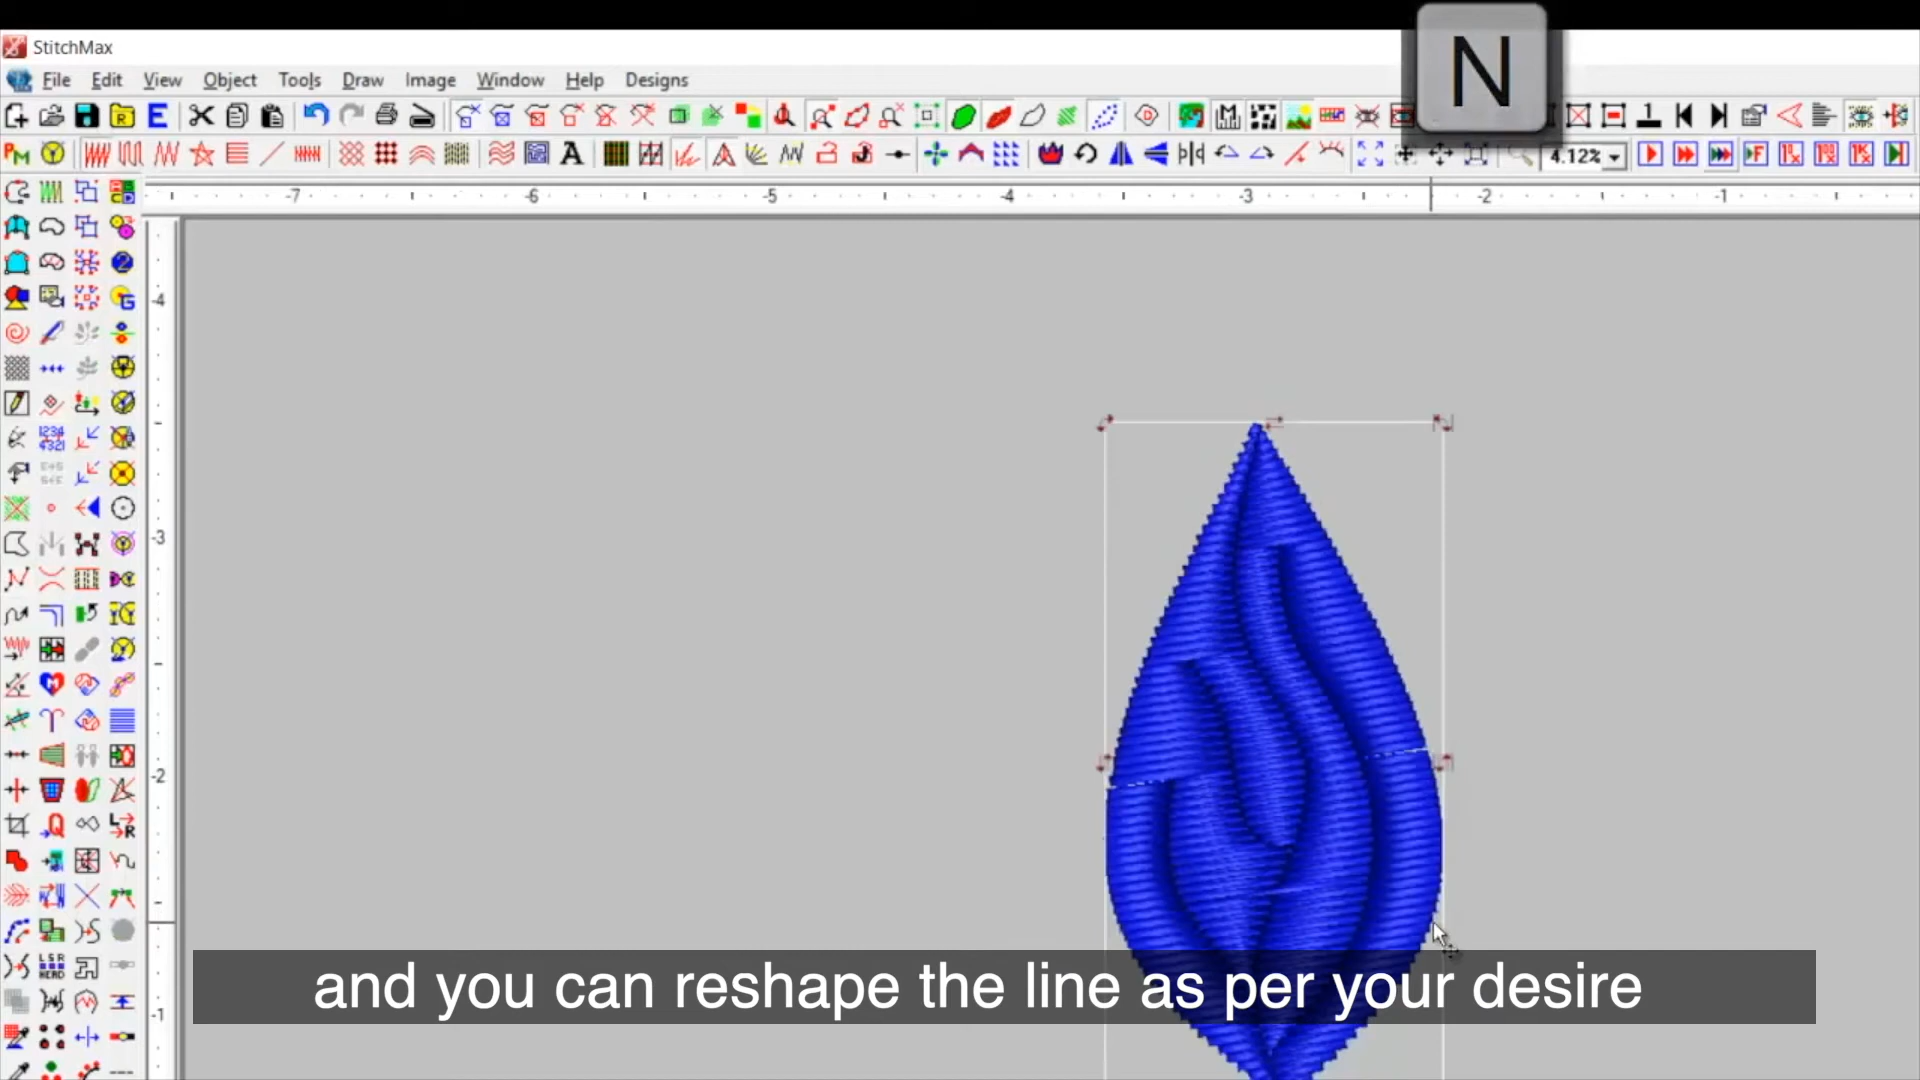 N
StitchMax
File Edit View Object Tools Draw Image Window Help Designs
4.12%
-7 -6 -5 -4 -3 -2 -1
-4
-3
-2
-1
and you can reshape the line as per your desire